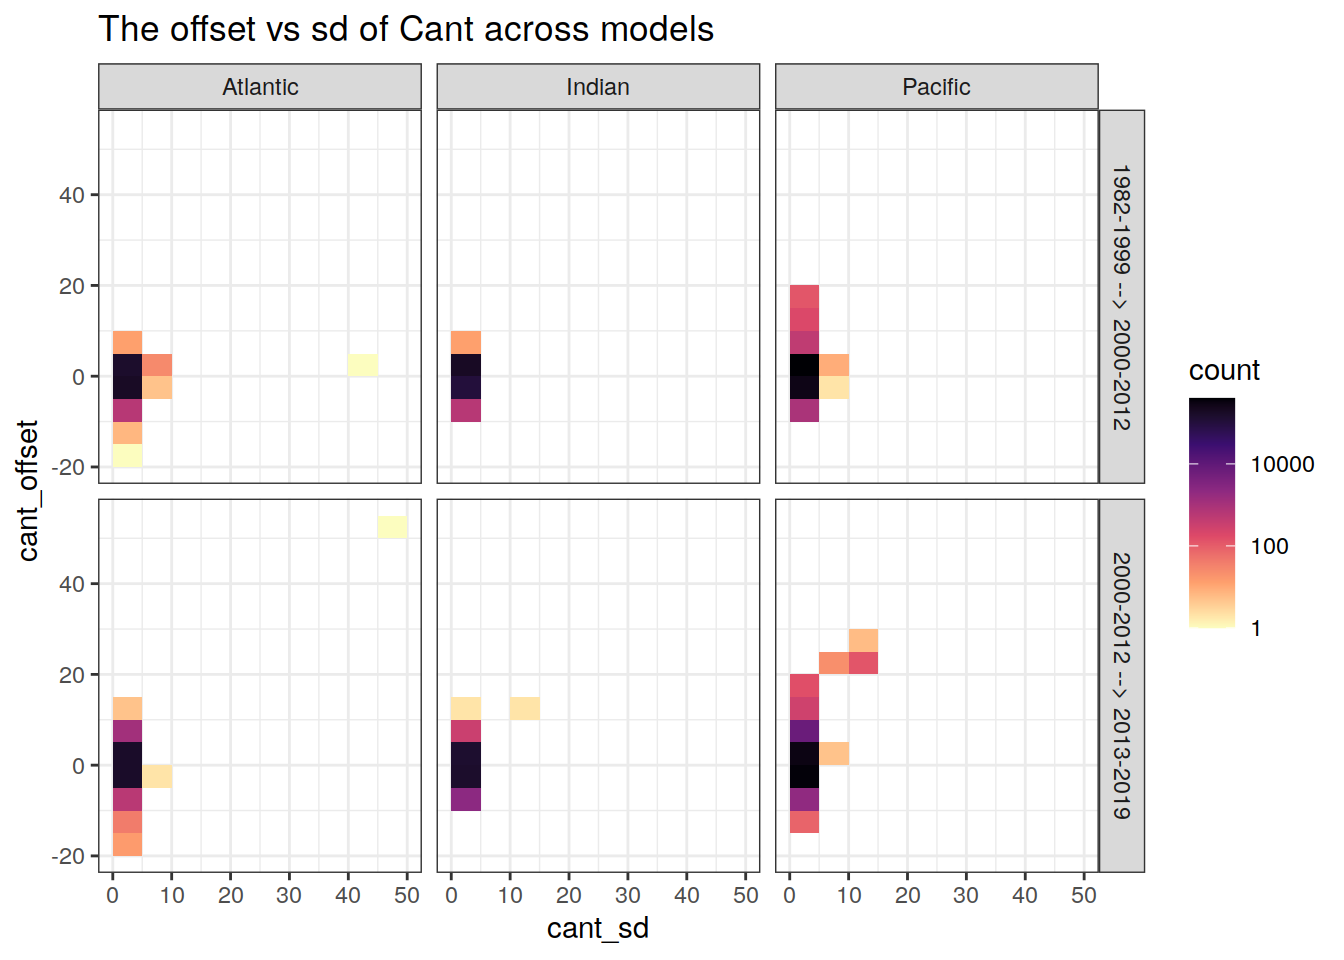 The offset vs sd of Cant across models
Atlantic
Indian
Pacific
40
20
0
-20
1982-1999 --> 2000-2012
40
20
0
-20
2000-2012 --> 2013-2019
0 10 20 30 40 50
0 10 20 30 40 50
0 10 20 30 40 50
cant_sd
cant_offset
count
10000
100
1